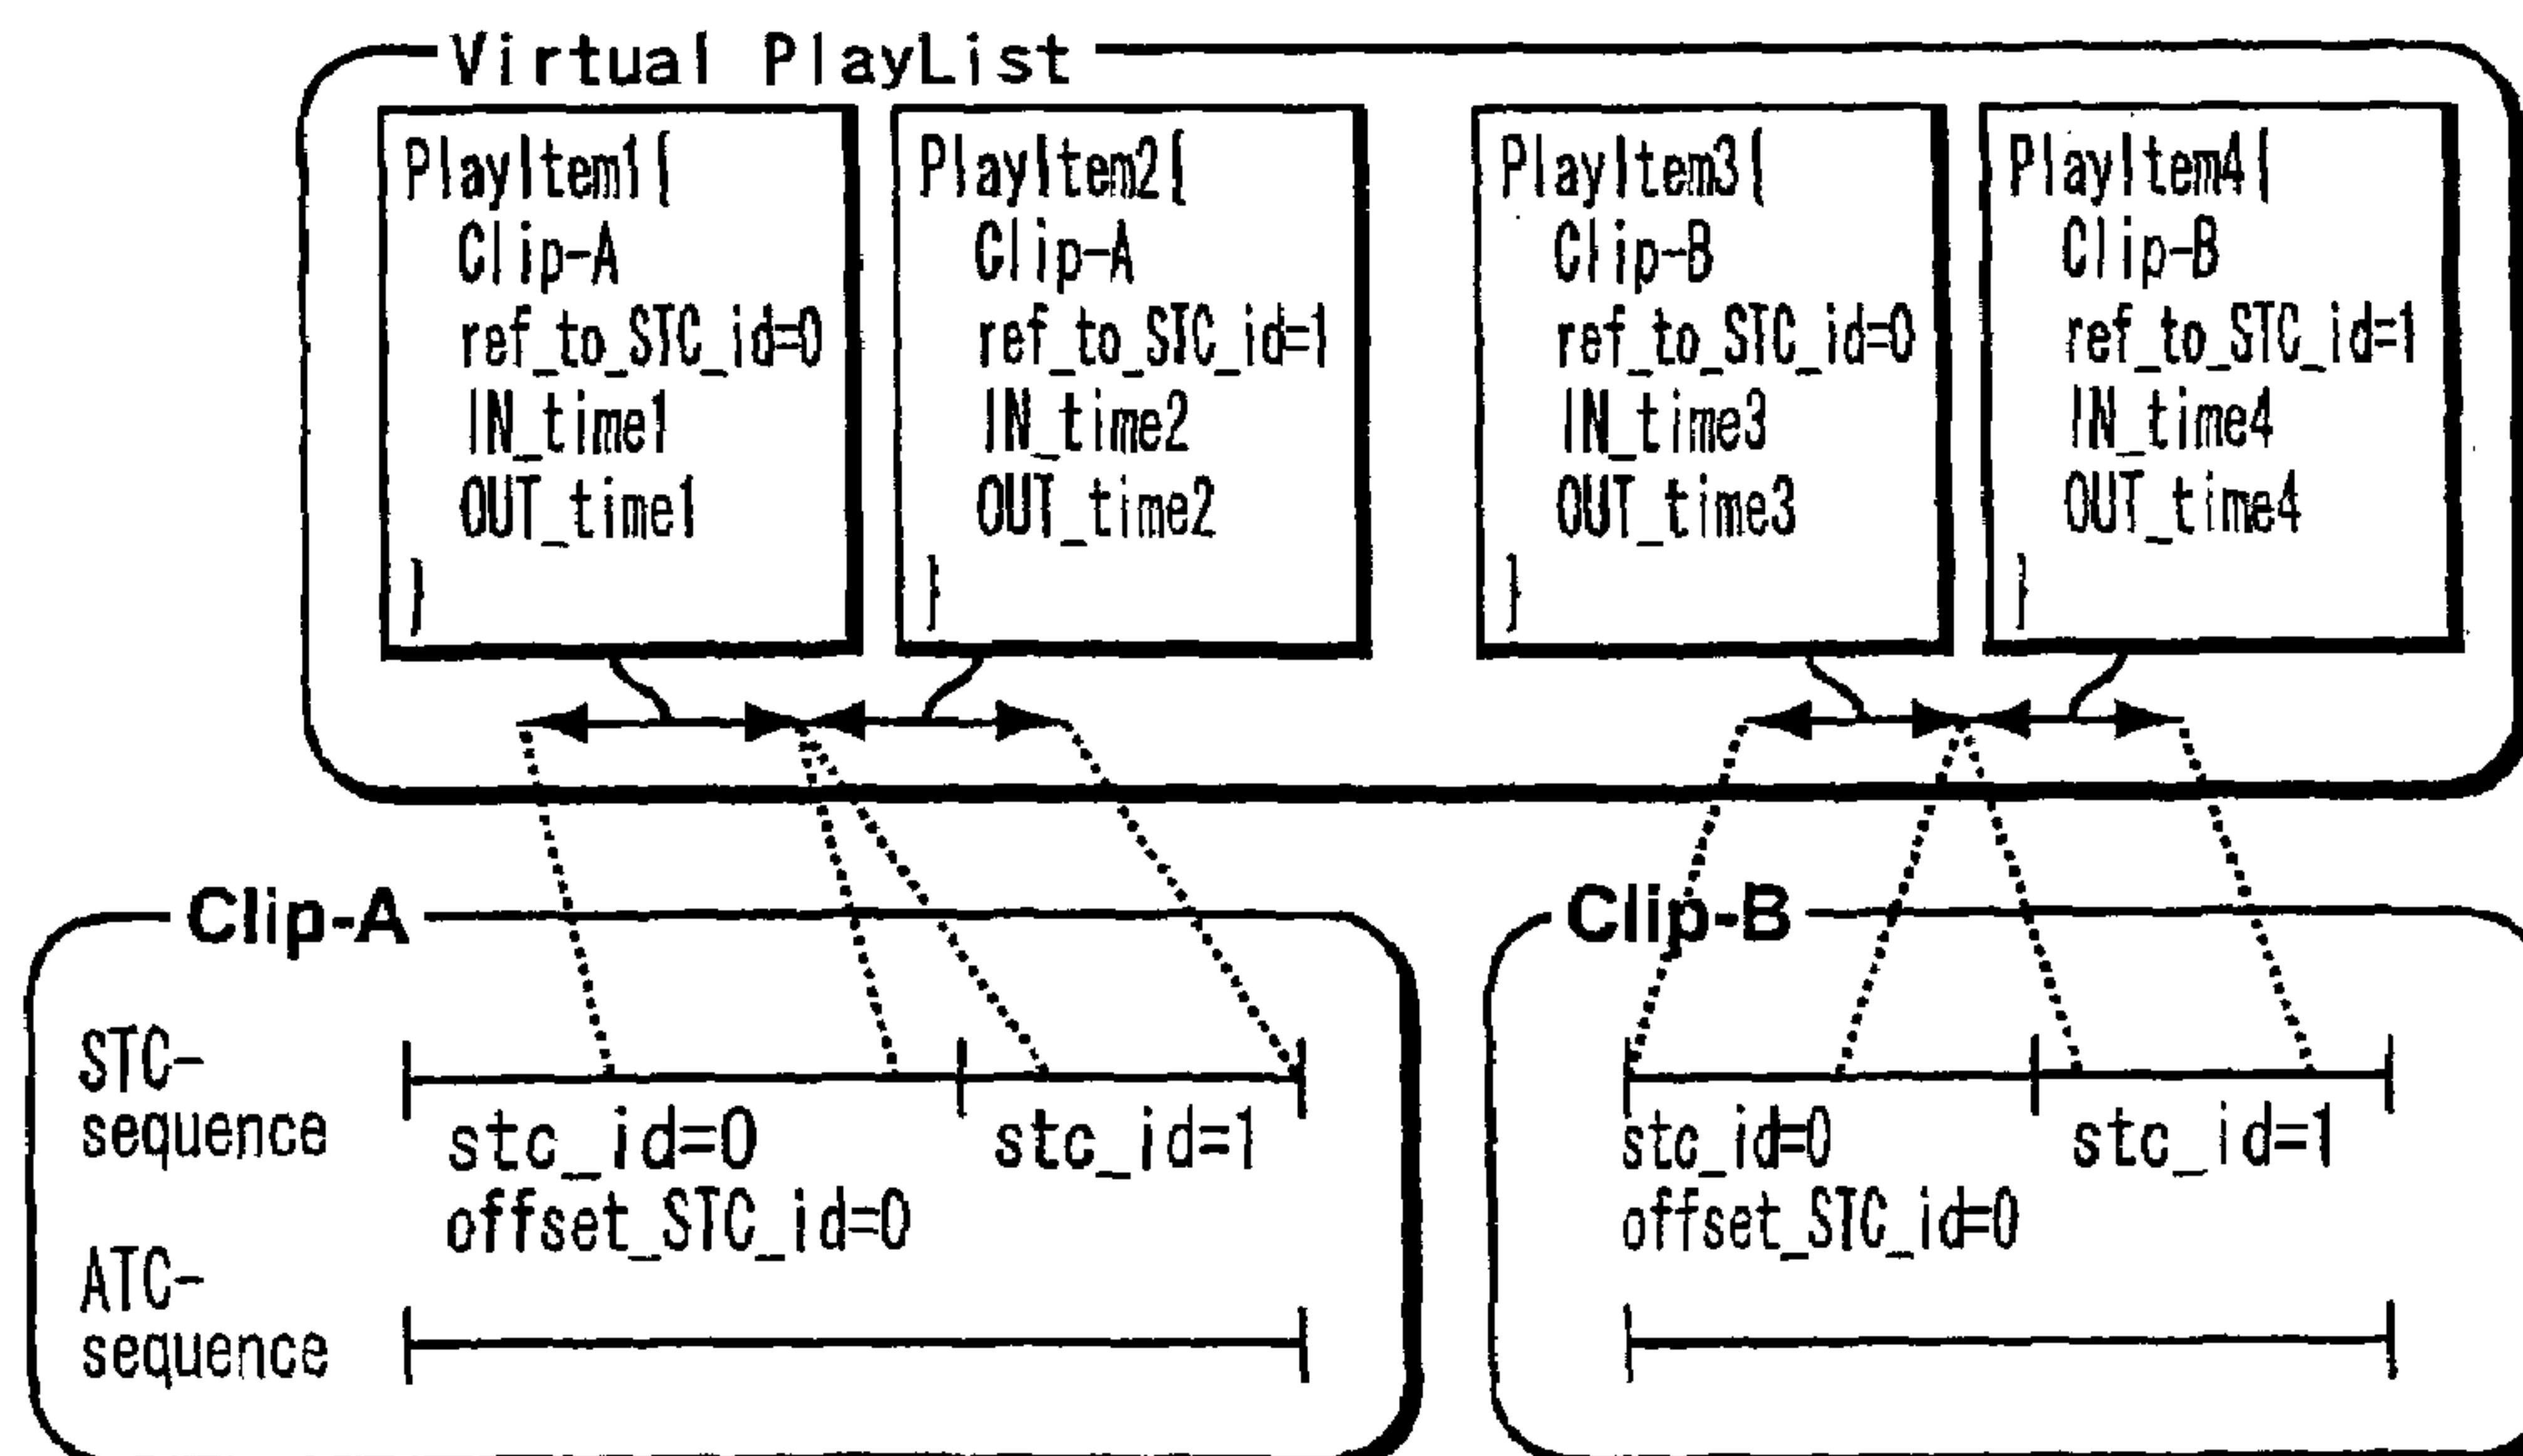 Virtual PlayList
PlayItem1{
Clip-A
ref_to_STC_id=0
IN_time1
OUT_time1
}
PlayItem2{
Clip-A
ref_to_STC_id=1
IN_time2
OUT_time2
}
PlayItem3{
Clip-B
ref_to_STC_id=0
IN_time3
OUT_time3
}
PlayItem4{
Clip-B
ref_to_STC_id=1
IN_time4
OUT_time4
}
Clip-A
STC-
sequence
stc_id=0
stc_id=1
offset_STC_id=0
ATC-
sequence
Clip-B
stc_id=0
stc_id=1
offset_STC_id=0